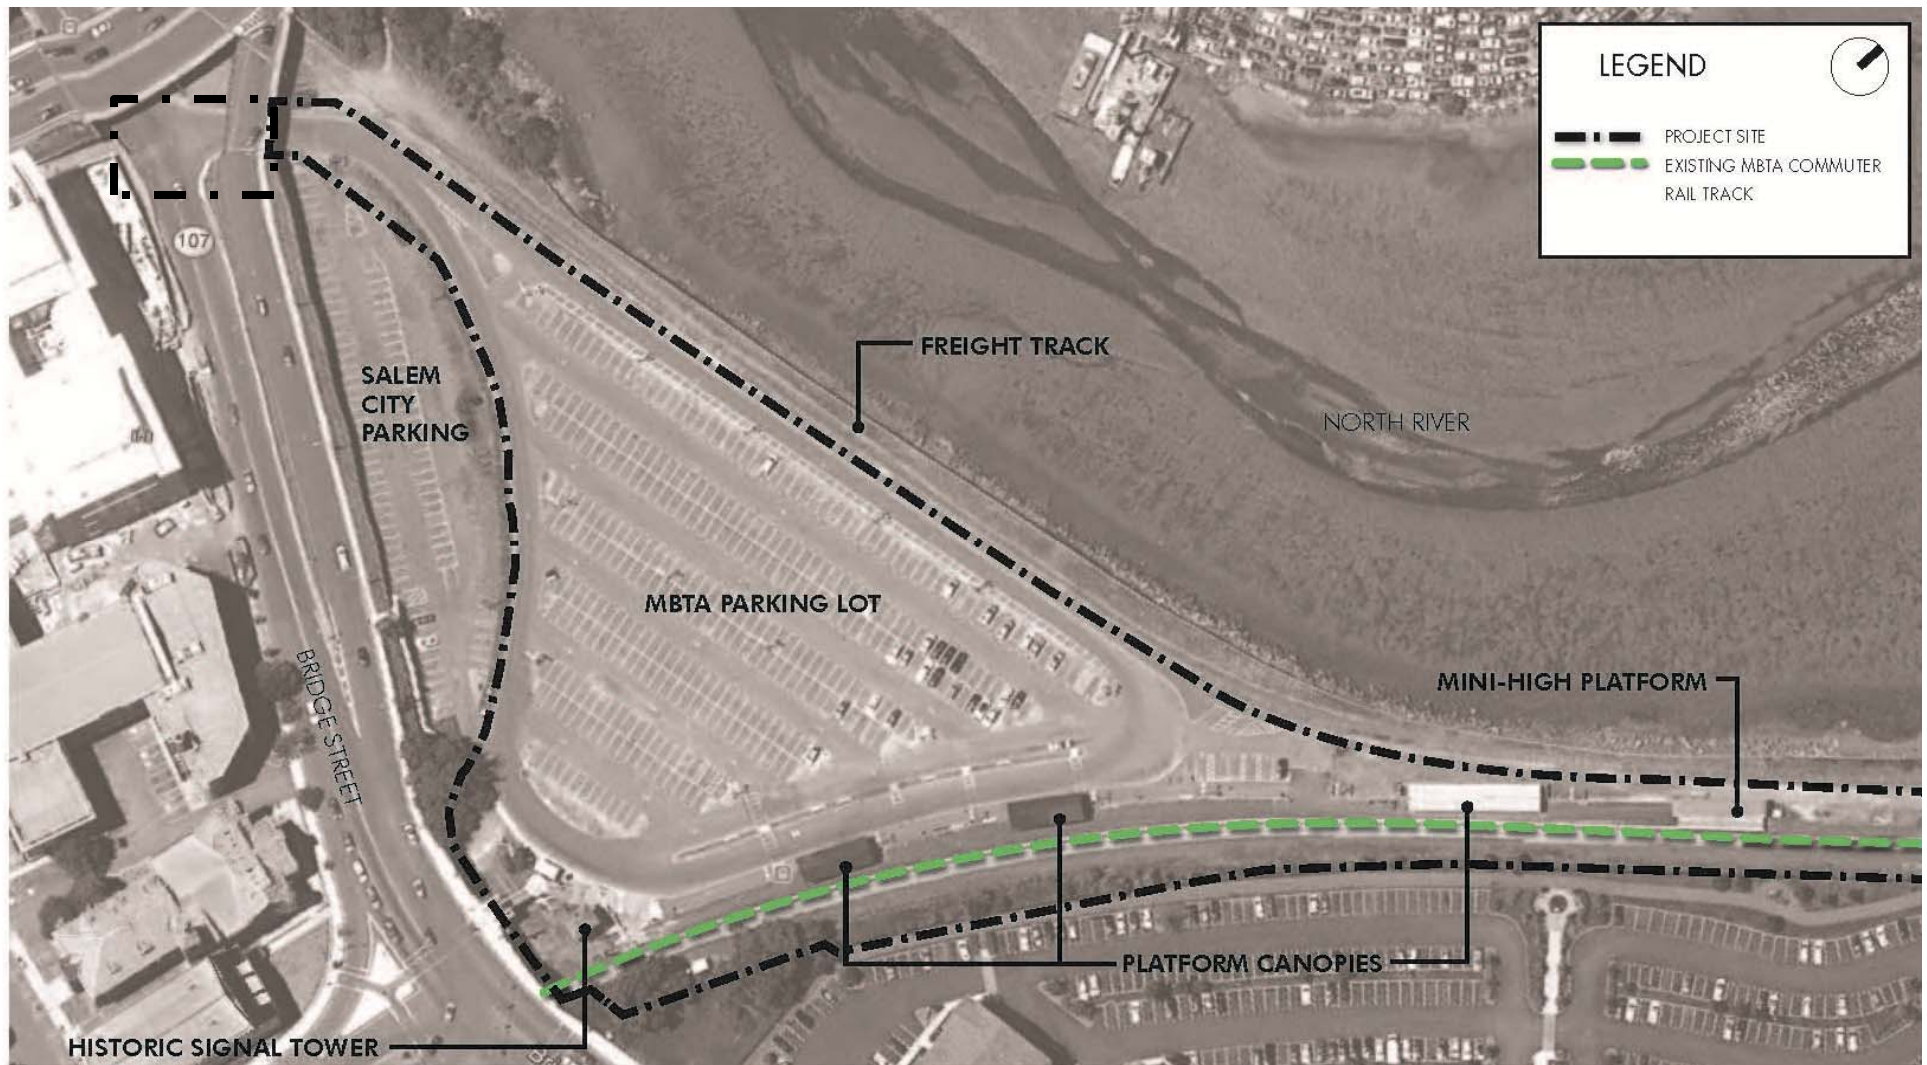 LEGEND
PROJECT SITE
EXISTING MBTA COMMUTER
RAIL TRACK
107
FREIGHT TRACK
SALEM
CITY
PARKING
NORTH RIVER
MBTA PARKING LOT
MINI-HIGH PLATFORM
BRIDGE STREET
PLATFORM CANOPIES
HISTORIC SIGNAL TOWER